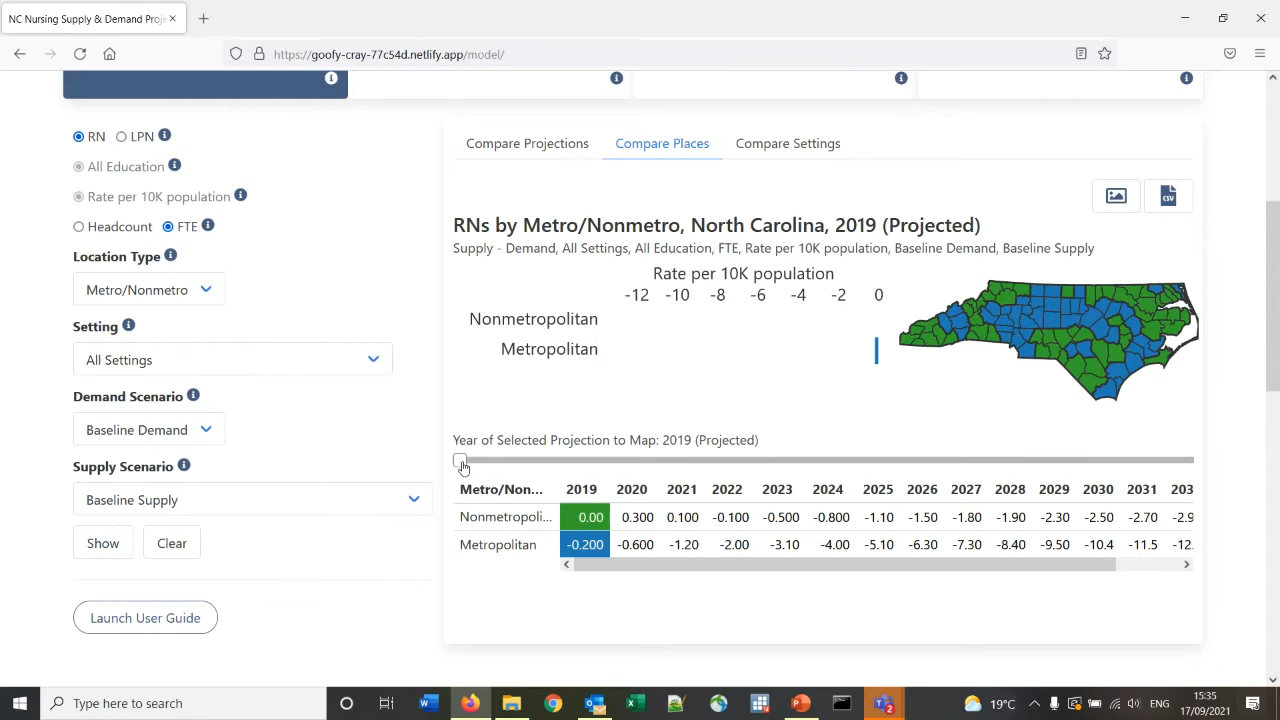 NC Nursing Supply & Demand Proje
https://goofy-cray-77c54d.netlify.app/model/
RN LPN
All Education
Rate per 10K population
Headcount FTE
Location Type
Metro/Nonmetro
Setting
All Settings
Demand Scenario
Baseline Demand
Supply Scenario
Baseline Supply
Show Clear
Launch User Guide
Compare Projections Compare Places Compare Settings
CSV
RNs by Metro/Nonmetro, North Carolina, 2019 (Projected)
Supply - Demand, All Settings, All Education, FTE, Rate per 10K population, Baseline Demand, Baseline Supply
Rate per 10K population
-12 -10 -8 -6 -4 -2 0
Nonmetropolitan
Metropolitan
Year of Selected Projection to Map: 2019 (Projected)
Metro/Non... 2019 2020 2021 2022 2023 2024 2025 2026 2027 2028 2029 2030 2031 203
Nonmetropoli... 0.00 0.300 0.100 -0.100 -0.500 -0.800 -1.10 -1.50 -1.80 -1.90 -2.30 -2.50 -2.70 -2.9
Metropolitan -0.200 -0.600 -1.20 -2.00 -3.10 -4.00 -5.10 -6.30 -7.30 -8.40 -9.50 -10.4 -11.5 -12.
Type here to search
2
19°C
ENG
15:35
17/09/2021